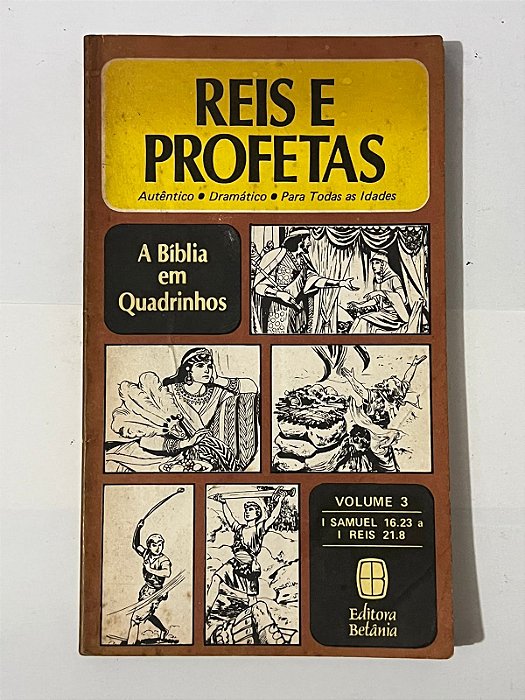 REIS E
PROFETAS
Autêntico ● Dramático ● Para Todas as Idades
A Bíblia
em
Quadrinhos
VOLUME 3
I SAMUEL 16.23 a
I REIS 21.8
Editora
Betânia